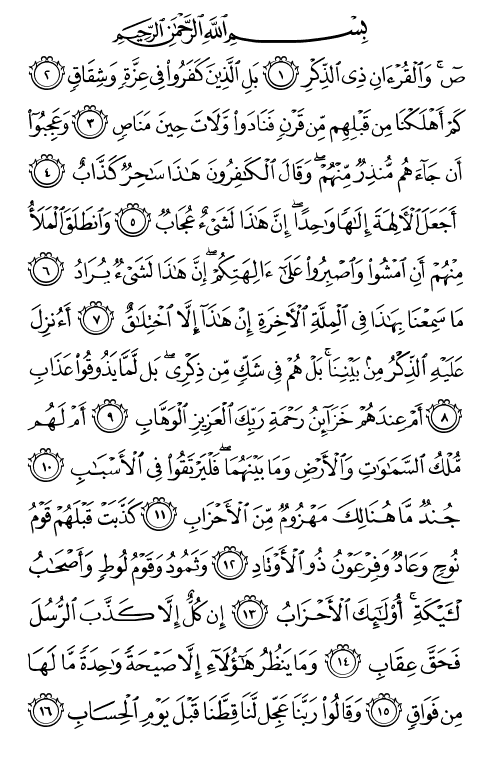 بِسْمِ ٱللَّهِ ٱلرَّحْمَٰنِ ٱلرَّحِيمِ
صٓ ۚ وَٱلْقُرْءَانِ ذِى ٱلذِّكْرِ ١ بَلِ ٱلَّذِينَ كَفَرُوا۟ فِى عِزَّةٍ وَشِقَاقٍ ٢
كَمْ أَهْلَكْنَا مِن قَبْلِهِم مِّن قَرْنٍ فَنَادَوا۟ وَّلَاتَ حِينَ مَنَاصٍ ٣ وَعَجِبُوٓا۟
أَن جَآءَهُم مُّنذِرٌ مِّنْهُمْ ۖ وَقَالَ ٱلْكَٰفِرُونَ هَٰذَا سَٰحِرٌ كَذَّابٌ ٤
أَجَعَلَ ٱلْءَالِهَةَ إِلَٰهًا وَٰحِدًا ۖ إِنَّ هَٰذَا لَشَىْءٌ عُجَابٌ ٥ وَٱنطَلَقَ ٱلْمَلَأُ
مِنْهُمْ أَنِ ٱمْشُوا۟ وَٱصْبِرُوا۟ عَلَىٰٓ ءَالِهَتِكُمْ ۖ إِنَّ هَٰذَا لَشَىْءٌ يُرَادُ ٦
مَا سَمِعْنَا بِهَٰذَا فِى ٱلْمِلَّةِ ٱلْءَاخِرَةِ إِنْ هَٰذَآ إِلَّا ٱخْتِلَٰقٌ ٧ أَءُنزِلَ
عَلَيْهِ ٱلذِّكْرُ مِنۢ بَيْنِنَا ۚ بَلْ هُمْ فِى شَكٍّ مِّن ذِكْرِى ۖ بَل لَّمَّا يَذُوقُوا۟ عَذَابِ
٨ أَمْ عِندَهُمْ خَزَآئِنُ رَحْمَةِ رَبِّكَ ٱلْعَزِيزِ ٱلْوَهَّابِ ٩ أَمْ لَهُم
مُّلْكُ ٱلسَّمَٰوَٰتِ وَٱلْأَرْضِ وَمَا بَيْنَهُمَا ۖ فَلْيَرْتَقُوا۟ فِى ٱلْأَسْبَٰبِ ١٠
جُندٌ مَّا هُنَالِكَ مَهْزُومٌ مِّنَ ٱلْأَحْزَابِ ١١ كَذَّبَتْ قَبْلَهُمْ قَوْمُ
نُوحٍ وَعَادٌ وَفِرْعَوْنُ ذُو ٱلْأَوْتَادِ ١٢ وَثَمُودُ وَقَوْمُ لُوطٍ وَأَصْحَٰبُ
لْـَٔيْكَةِ ۚ أُو۟لَٰٓئِكَ ٱلْأَحْزَابُ ١٣ إِن كُلٌّ إِلَّا كَذَّبَ ٱلرُّسُلَ
فَحَقَّ عِقَابِ ١٤ وَمَا يَنظُرُ هَٰٓؤُلَآءِ إِلَّا صَيْحَةً وَٰحِدَةً مَّا لَهَا
مِن فَوَاقٍ ١٥ وَقَالُوا۟ رَبَّنَا عَجِّل لَّنَا قِطَّنَا قَبْلَ يَوْمِ ٱلْحِسَابِ ١٦